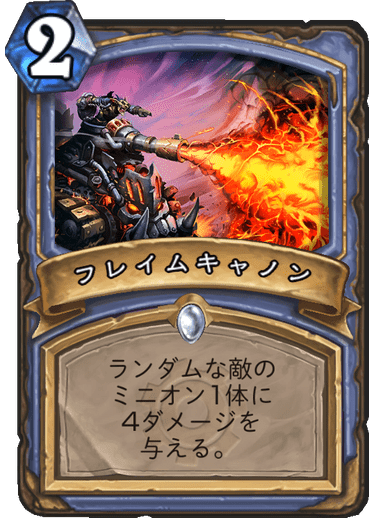 2
フレイムキャノン
ランダムな敵の
ミニオン1体に
4ダメージを
与える。